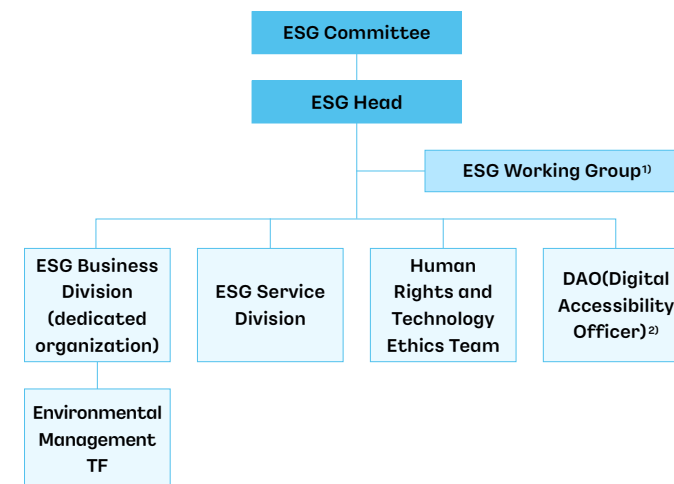 ESG Committee
ESG Head
ESG Working Group¹⁾
ESG Business
Division
(dedicated
organization)
ESG Service
Division
Human
Rights and
Technology
Ethics Team
DAO(Digital
Accessibility
Officer)²⁾
Environmental
Management
TF